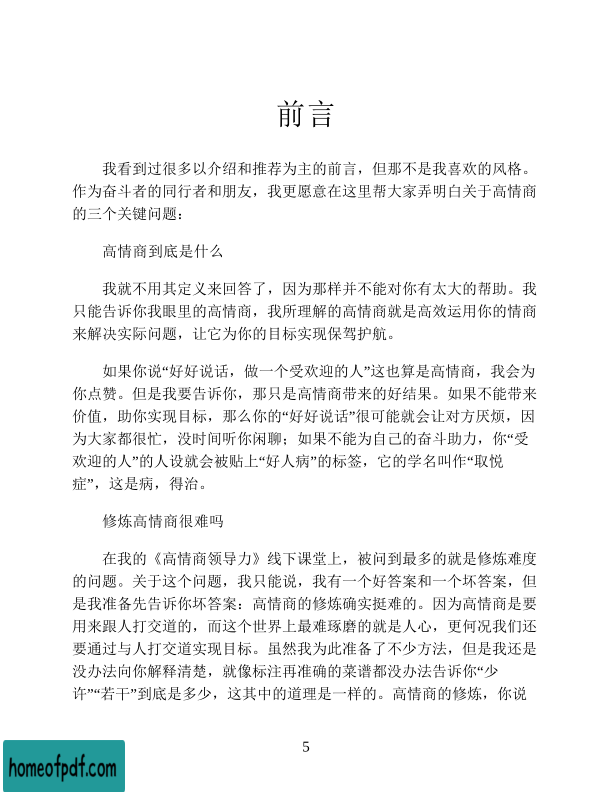 前言
我看到过很多以介绍和推荐为主的前言，但那不是我喜欢的风格。
作为奋斗者的同行者和朋友，我更愿意在这里帮大家弄明白关于高情商
的三个关键问题：
高情商到底是什么
我就不用其定义来回答了，因为那样并不能对你有太大的帮助。我
只能告诉你我眼里的高情商，我所理解的高情商就是高效运用你的情商
来解决实际问题，让它为你的目标实现保驾护航。
如果你说“好好说话，做一个受欢迎的人”这也算是高情商，我会为
你点赞。但是我要告诉你，那只是高情商带来的好结果。如果不能带来
价值，助你实现目标，那么你的“好好说话”很可能就会让对方厌烦，因
为大家都很忙，没时间听你闲聊；如果不能为自己的奋斗助力，你“受
欢迎的人”的人设就会被贴上“好人病”的标签，它的学名叫作“取悦
症”，这是病，得治。
修炼高情商很难吗
在我的《高情商领导力》线下课堂上，被问到最多的就是修炼难度
的问题。关于这个问题，我只能说，我有一个好答案和一个坏答案，但
是我准备先告诉你坏答案：高情商的修炼确实挺难的。因为高情商是要
用来跟人打交道的，而这个世界上最难琢磨的就是人心，更何况我们还
要通过与人打交道实现目标。虽然我为此准备了不少方法，但是我还是
没办法向你解释清楚，就像标注再准确的菜谱都没办法告诉你“少
许”“若干”到底是多少，这其中的道理是一样的。高情商的修炼，你说
5
homeofpdf.com